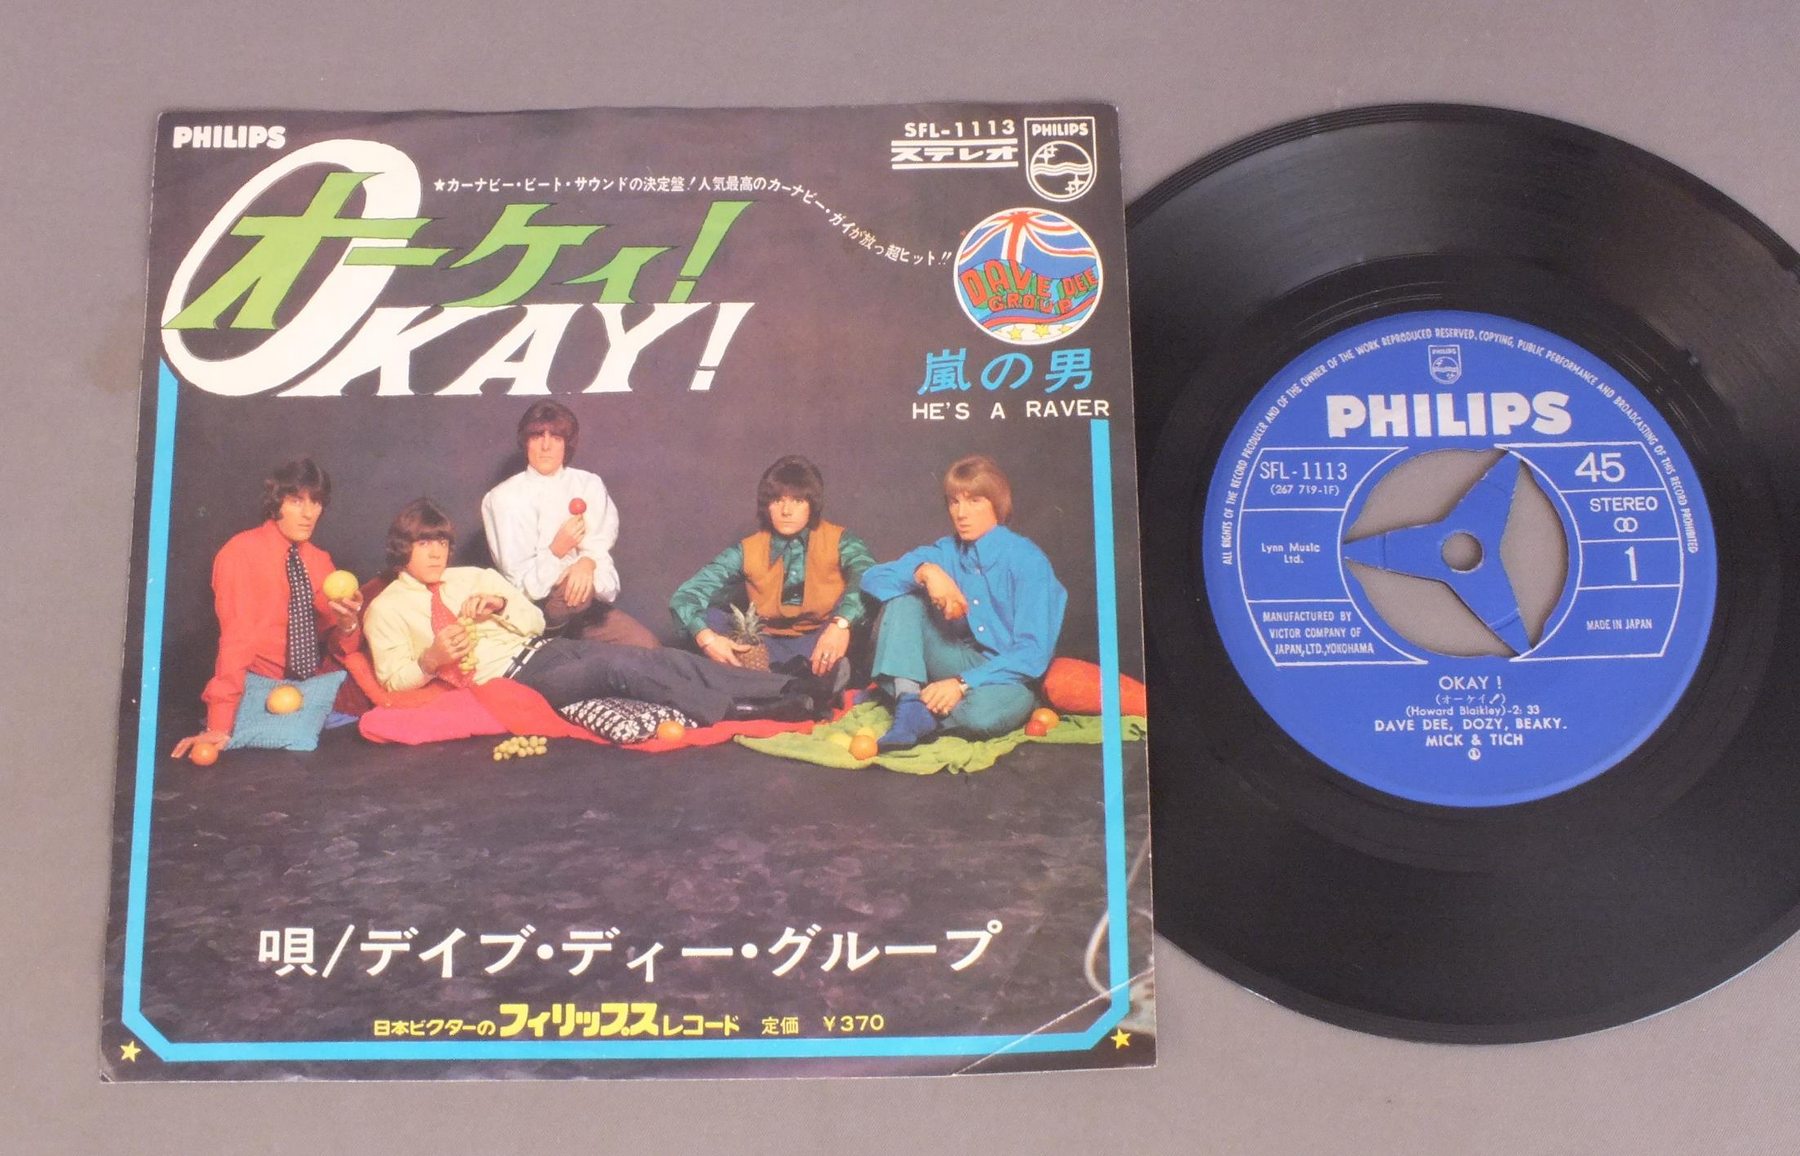 PHILIPS
SFL-1113
ステレオ
PHILIPS
★カーナビー・ビート・サウンドの決定盤!人気最高のカーナビー・ガイが放つ超ヒット!!
オーケイ!
OKAY!
DAVE DEE
GROUP
嵐の男
HE'S A RAVER
唄/デイブ・ディー・グループ
日本ビクターのフィリップスレコード 定価 ¥370
ALL RIGHTS OF THE RECORD PRODUCER AND OF THE OWNER OF THE WORK REPRODUCED RESERVED. COPYING, PUBLIC PERFORMANCE AND BROADCASTING OF THIS RECORD PROHIBITED
PHILIPS
PHILIPS
SFL-1113
(267 719-1F)
45
STEREO
Lynn Music
Ltd.
1
MANUFACTURED BY
VICTOR COMPANY OF
JAPAN, LTD., YOKOHAMA
MADE IN JAPAN
OKAY !
(オーケイ!)
(Howard Blaikley)-2: 33
DAVE DEE, DOZY, BEAKY.
MICK & TICH